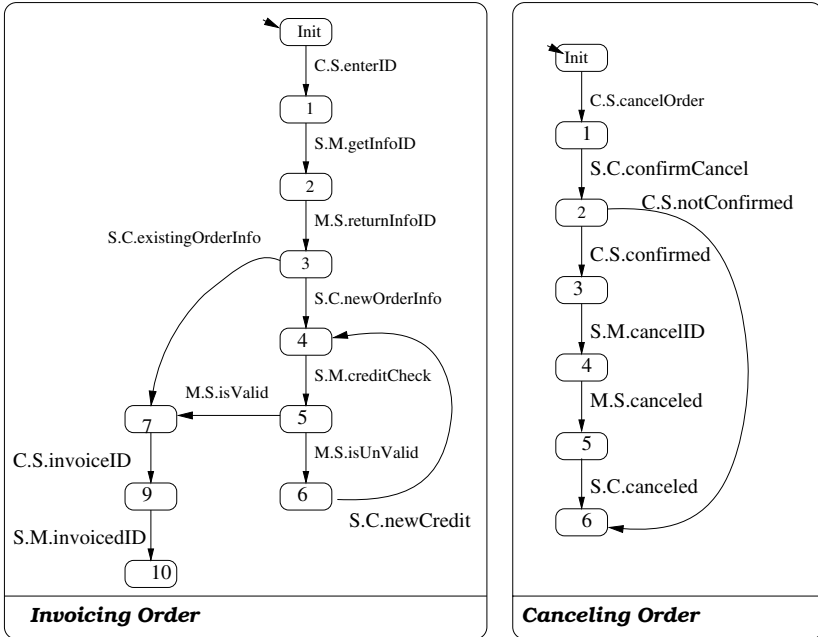 Init
C.S.enterID
1
S.M.getInfoID
2
M.S.returnInfoID
S.C.existingOrderInfo
3
S.C.newOrderInfo
4
S.M.creditCheck
M.S.isValid
5
7
M.S.isUnValid
C.S.invoiceID
6
9
S.C.newCredit
S.M.invoicedID
10
Invoicing Order
Init
C.S.cancelOrder
1
S.C.confirmCancel
C.S.notConfirmed
2
C.S.confirmed
3
S.M.cancelID
4
M.S.canceled
5
S.C.canceled
6
Canceling Order